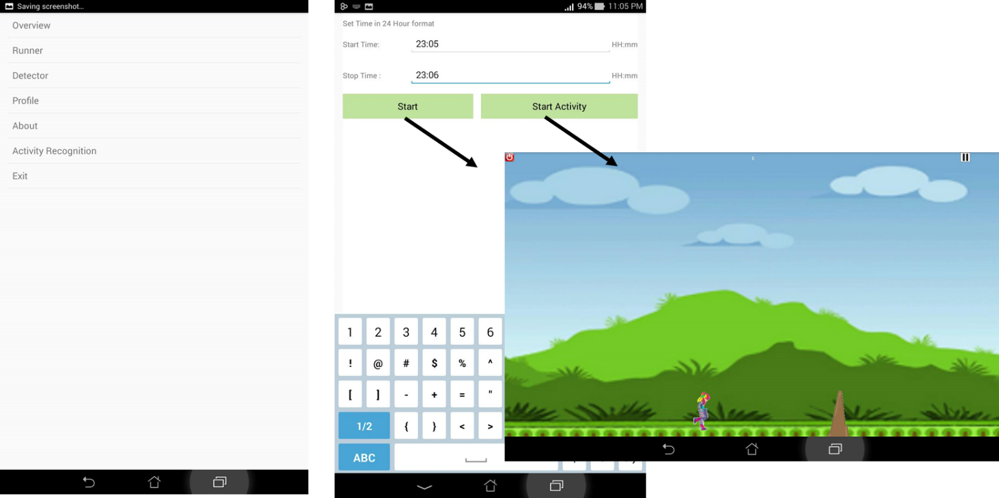 Saving screenshot...
Overview
Runner
Detector
Profile
About
Activity Recognition
Exit
94% 11:05 PM
Set Time in 24 Hour format
Start Time: 23:05 HH:mm
Stop Time : 23:06 HH:mm
Start Start Activity
6
1 2 3 4 5 6
! @ # $ % ^
[ ] - + = "
1/2 { } < >
ABC